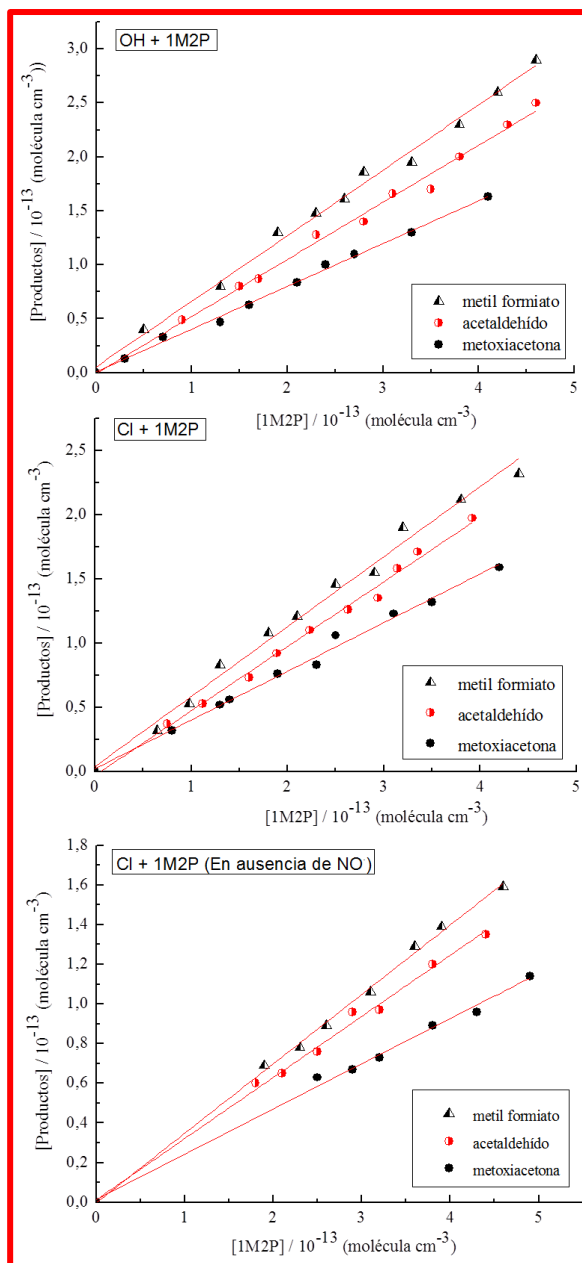 OH + 1M2P
[Productos] / 10⁻¹³ (molécula cm⁻³))
3,0
2,5
2,0
1,5
1,0
0,5
0,0
metil formiato
acetaldehído
metoxiacetona
0 1 2 3 4 5
[1M2P] / 10⁻¹³ (molécula cm⁻³)
Cl + 1M2P
[Productos] / 10⁻¹³ (molécula cm⁻³)
2,5
2,0
1,5
1,0
0,5
0,0
metil formiato
acetaldehído
metoxiacetona
0 1 2 3 4 5
[1M2P] / 10⁻¹³ (molécula cm⁻³)
Cl + 1M2P (En ausencia de NO)
[Productos] / 10⁻¹³ (molécula cm⁻³)
1,8
1,6
1,4
1,2
1,0
0,8
0,6
0,4
0,2
0,0
metil formiato
acetaldehído
metoxiacetona
0 1 2 3 4 5
[1M2P] / 10⁻¹³ (molécula cm⁻³)